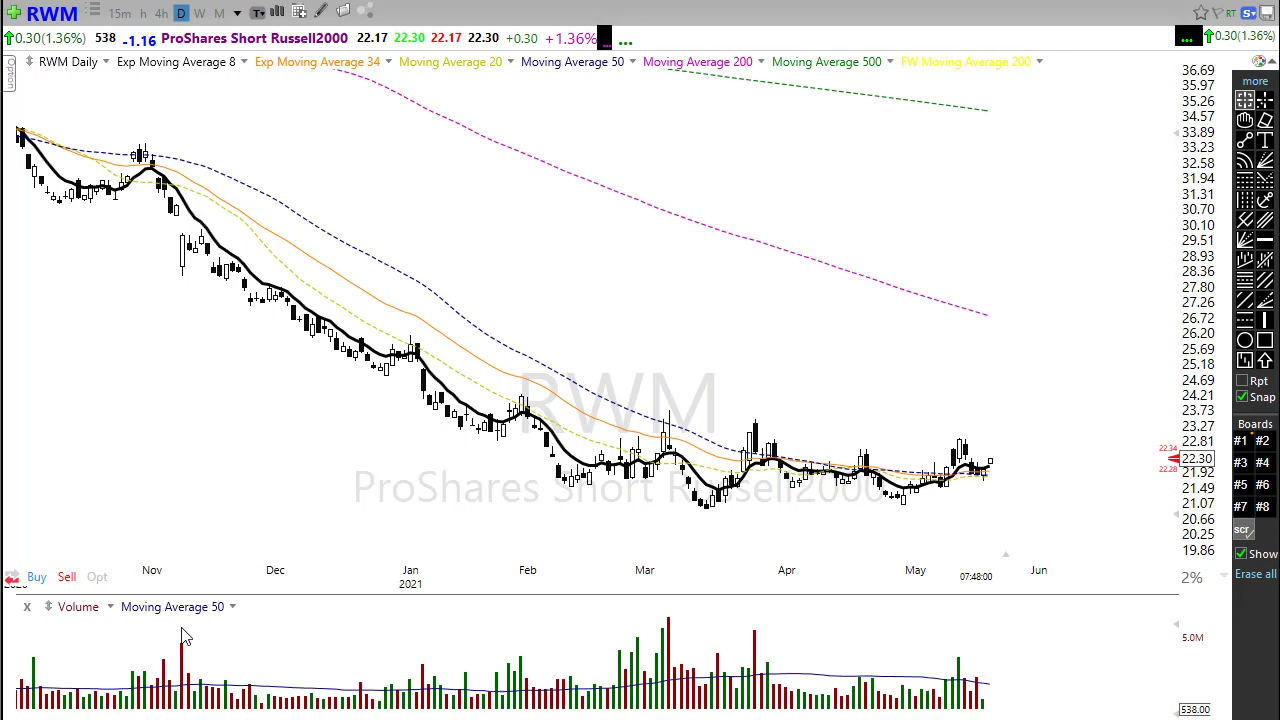 RWM 15m h 4h D W M T RT S
0.30(1.36%) 538 -1.16 ProShares Short Russell2000 22.17 22.30 22.17 22.30 +0.30 +1.36% ... ... ... 0.30(1.36%)
Option
RWM Daily Exp Moving Average 8 Exp Moving Average 34 Moving Average 20 Moving Average 50 Moving Average 200 Moving Average 500 FW Moving Average 200
36.69
35.97
35.26
34.57
33.89
33.23
32.58
31.94
31.31
30.70
30.10
29.51
28.93
28.36
27.80
27.26
26.72
26.20
25.69
25.18
24.69
24.21
23.73
23.27
22.81
22.34
22.30
22.28
21.92
21.49
21.07
20.66
20.25
19.86
RWM
ProShares Short Russell2000
more
T
Rpt
Snap
Boards
#1 #2
#3 #4
#5 #6
#7 #8
scr
Show
Erase all
Nov Dec Jan Feb Mar Apr May Jun
2021
07:48:00
Buy Sell Opt
2%
X Volume Moving Average 50
5.0M
538.00